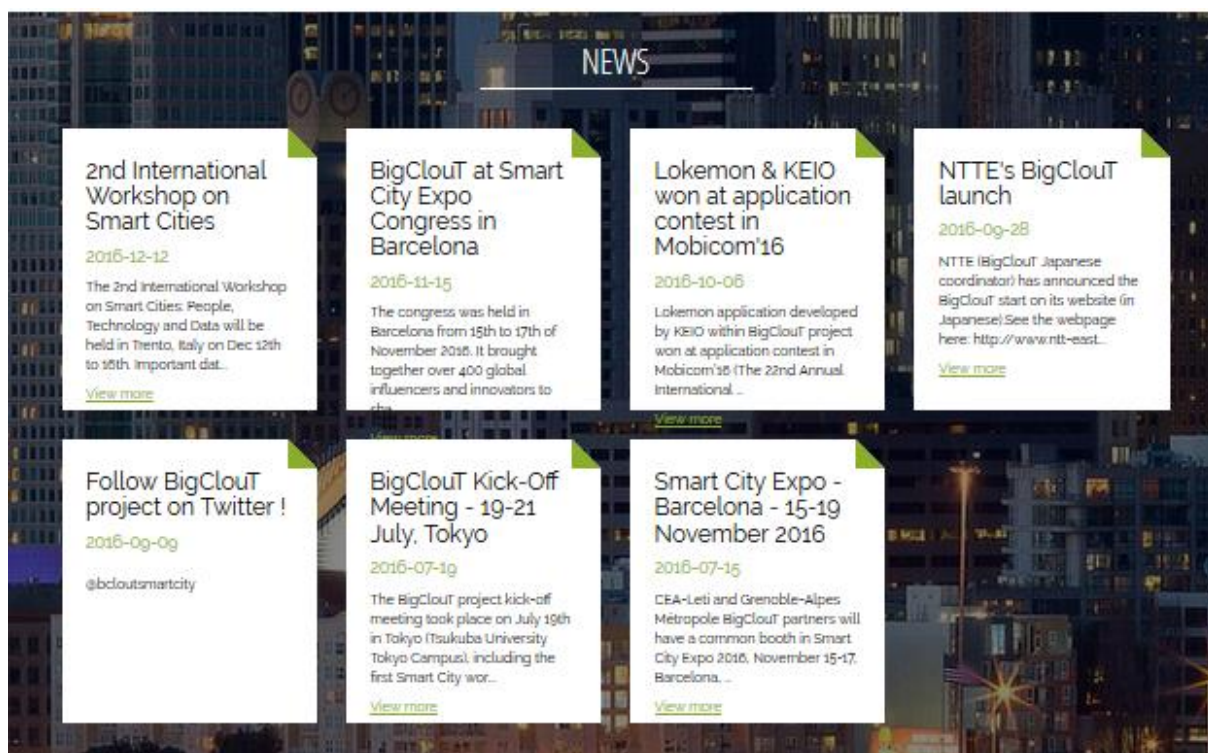 NEWS
2nd International
Workshop on
Smart Cities
2016-12-12
The 2nd International Workshop
on Smart Cities: People,
Technology and Data will be
held in Trento, Italy on Dec 12th
to 16th. Important dat...
View more
BigClouT at Smart
City Expo
Congress in
Barcelona
2016-11-15
The congress was held in
Barcelona from 15th to 17th of
November 2016. It brought
together over 400 global
influencers and innovators to
sha...
View more
Lokemon & KEIO
won at application
contest in
Mobicom'16
2016-10-06
Lokemon application developed
by KEIO within BigClouT project
won at application contest in
Mobicom'16 (The 22nd Annual
International ...
View more
NTTE's BigClouT
launch
2016-09-28
NTTE (BigClouT Japanese
coordinator) has announced the
BigClouT start on its website (in
Japanese).See the webpage
here: http://www.ntt-east...
View more
Follow BigClouT
project on Twitter !
2016-09-09
@bcloutsmartcity
BigClouT Kick-Off
Meeting - 19-21
July, Tokyo
2016-07-19
The BigClouT project kick-off
meeting took place on July 19th
in Tokyo (Tsukuba University
Tokyo Campus), including the
first Smart City wor...
View more
Smart City Expo -
Barcelona - 15-19
November 2016
2016-07-15
CEA-Leti and Grenoble-Alpes
Métropole BigClouT partners will
have a common booth in Smart
City Expo 2016, November 15-17,
Barcelona, ...
View more